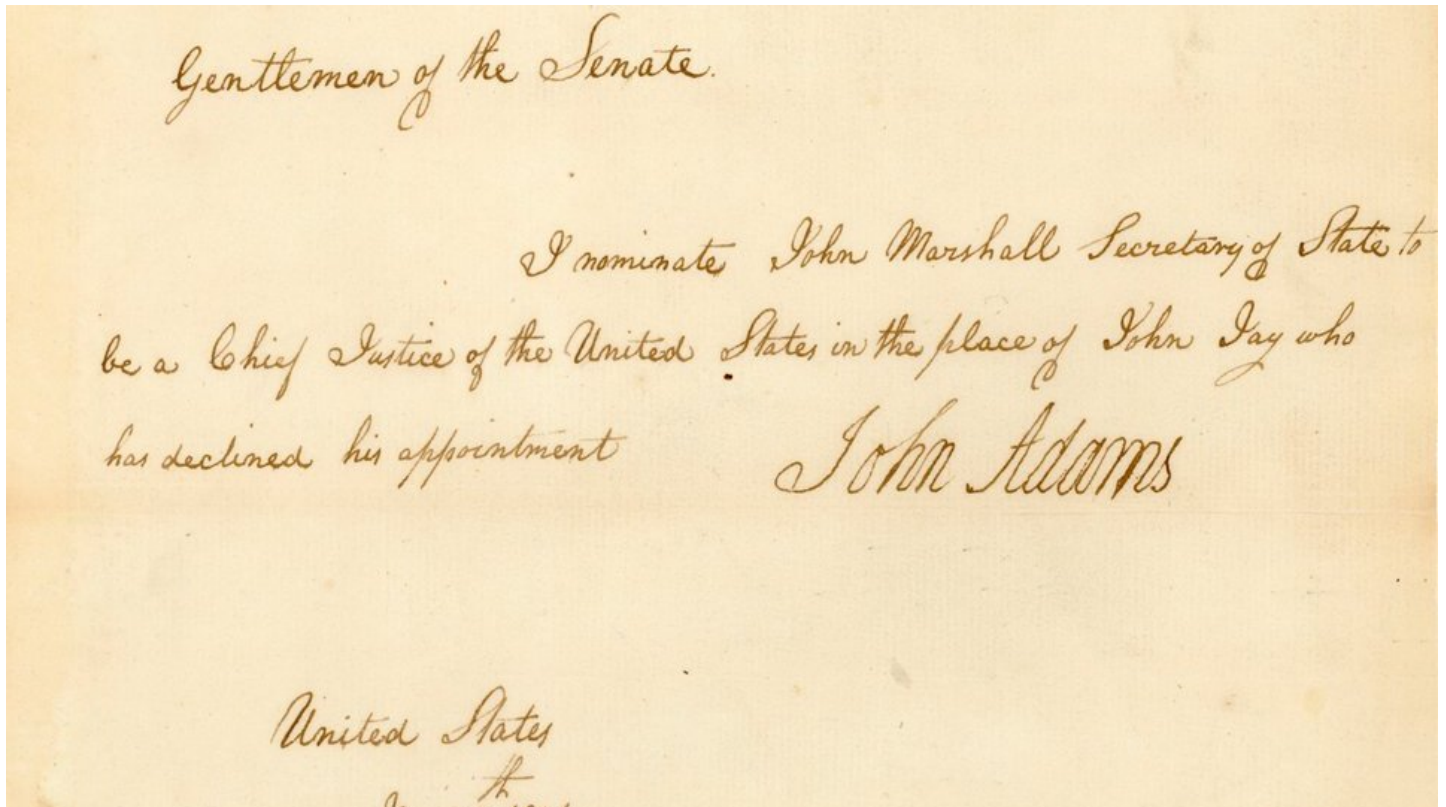 Gentlemen of the Senate.
I nominate John Marshall Secretary of State to
be a Chief Justice of the United States in the place of John Jay who
has declined his appointment
John Adams
United States
th